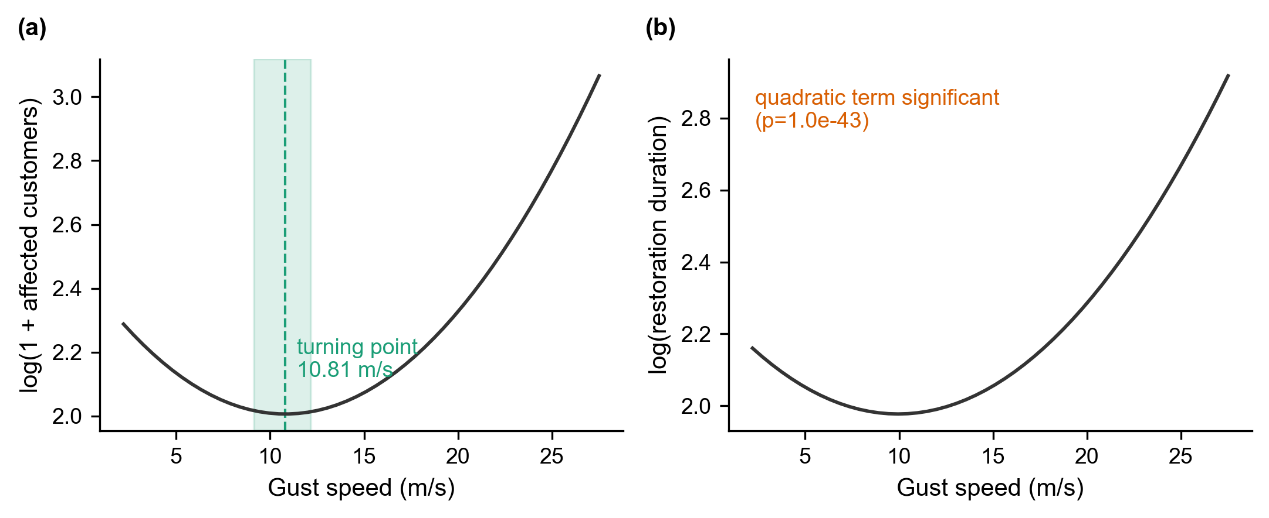 (a)
log(1 + affected customers)
3.0
2.8
2.6
2.4
2.2
2.0
turning point
10.81 m/s
5
10
15
20
25
Gust speed (m/s)
(b)
log(restoration duration)
2.8
2.6
2.4
2.2
2.0
quadratic term significant
(p=1.0e-43)
5
10
15
20
25
Gust speed (m/s)